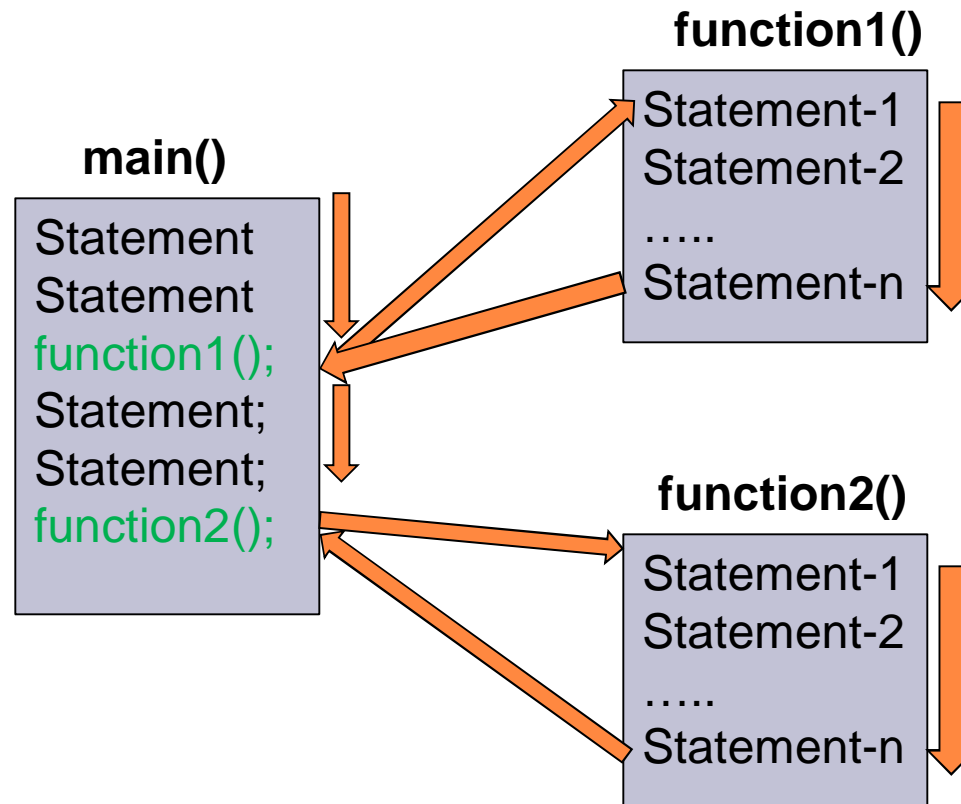 main()
Statement
Statement
function1();
Statement;
Statement;
function2();
function1()
Statement-1
Statement-2
…..
Statement-n
function2()
Statement-1
Statement-2
…..
Statement-n